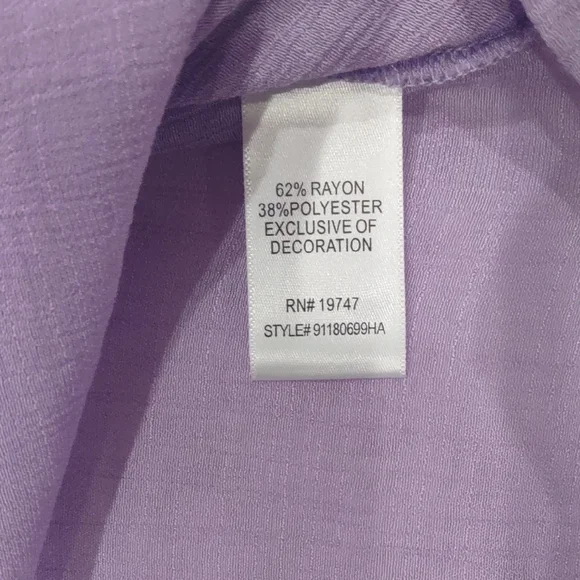 62% RAYON
38%POLYESTER
EXCLUSIVE OF
DECORATION
RN# 19747
STYLE# 91180699HA